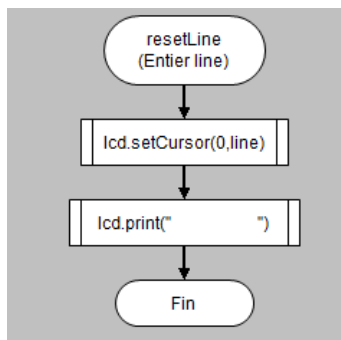 resetLine
(Entier line)
lcd.setCursor(0,line)
lcd.print("                    ")
Fin